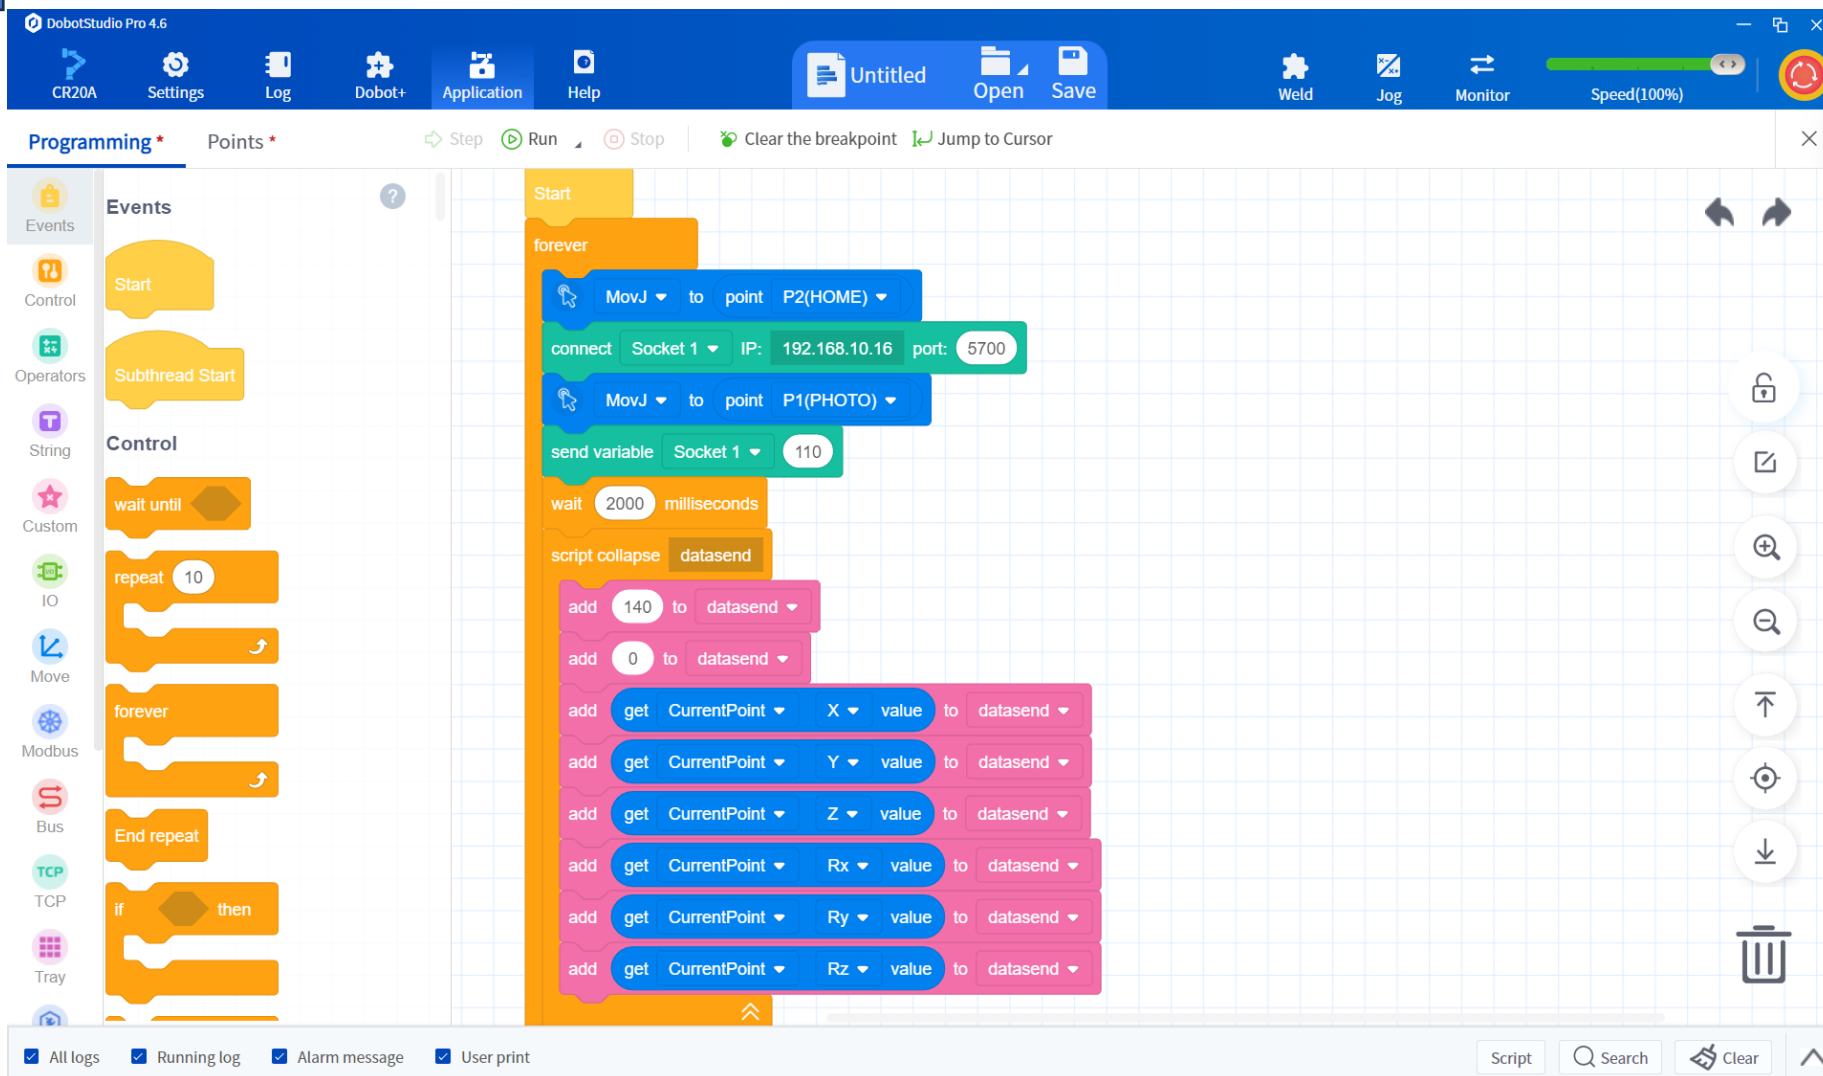 DobotStudio Pro 4.6
CR20A
Settings
Log
Dobot+
Application
Help
Untitled
Open
Save
Weld
Jog
Monitor
Speed(100%)
Programming *
Points *
Step
Run
Stop
Clear the breakpoint
Jump to Cursor
Events
Control
Operators
String
Custom
IO
Move
Modbus
Bus
TCP
TCP
Tray
Events
?
Start
Subthread Start
Control
wait until
repeat 10
forever
End repeat
if then
Start
forever
MovJ to point P2(HOME)
connect Socket 1 IP: 192.168.10.16 port: 5700
MovJ to point P1(PHOTO)
send variable Socket 1 110
wait 2000 milliseconds
script collapse datasend
add 140 to datasend
add 0 to datasend
add get CurrentPoint X value to datasend
add get CurrentPoint Y value to datasend
add get CurrentPoint Z value to datasend
add get CurrentPoint Rx value to datasend
add get CurrentPoint Ry value to datasend
add get CurrentPoint Rz value to datasend
All logs
Running log
Alarm message
User print
Script
Search
Clear